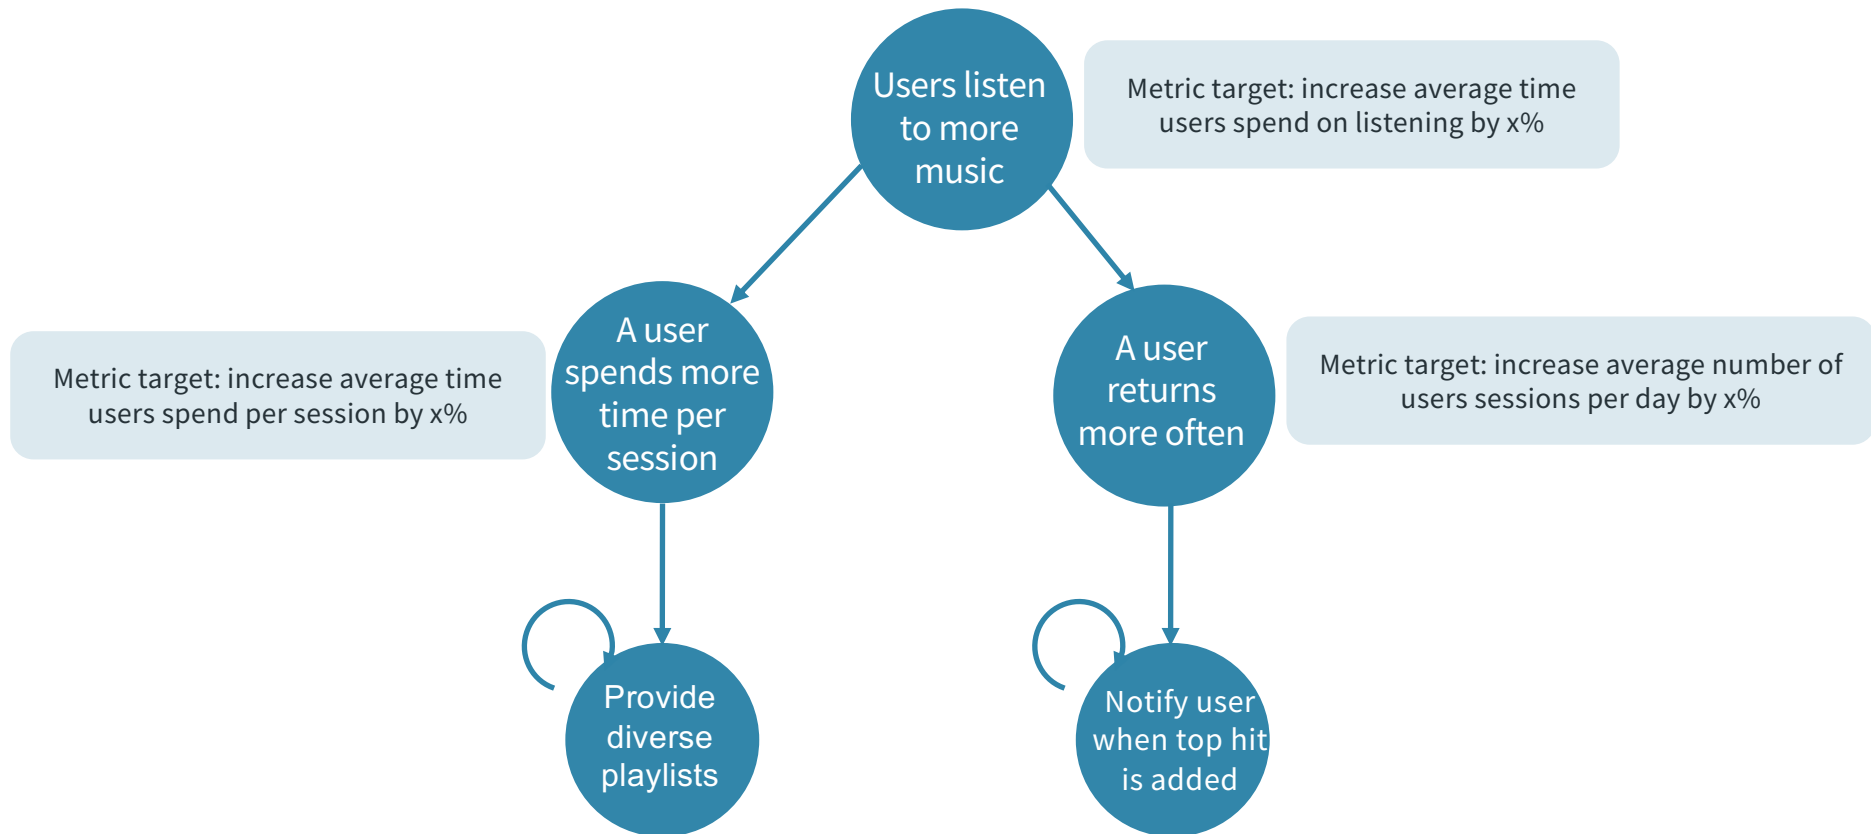 Users listen
to more
music
Metric target: increase average time
users spend on listening by x%
Metric target: increase average time
users spend per session by x%
A user
spends more
time per
session
A user
returns
more often
Metric target: increase average number of
users sessions per day by x%
Provide
diverse
playlists
Notify user
when top hit
is added